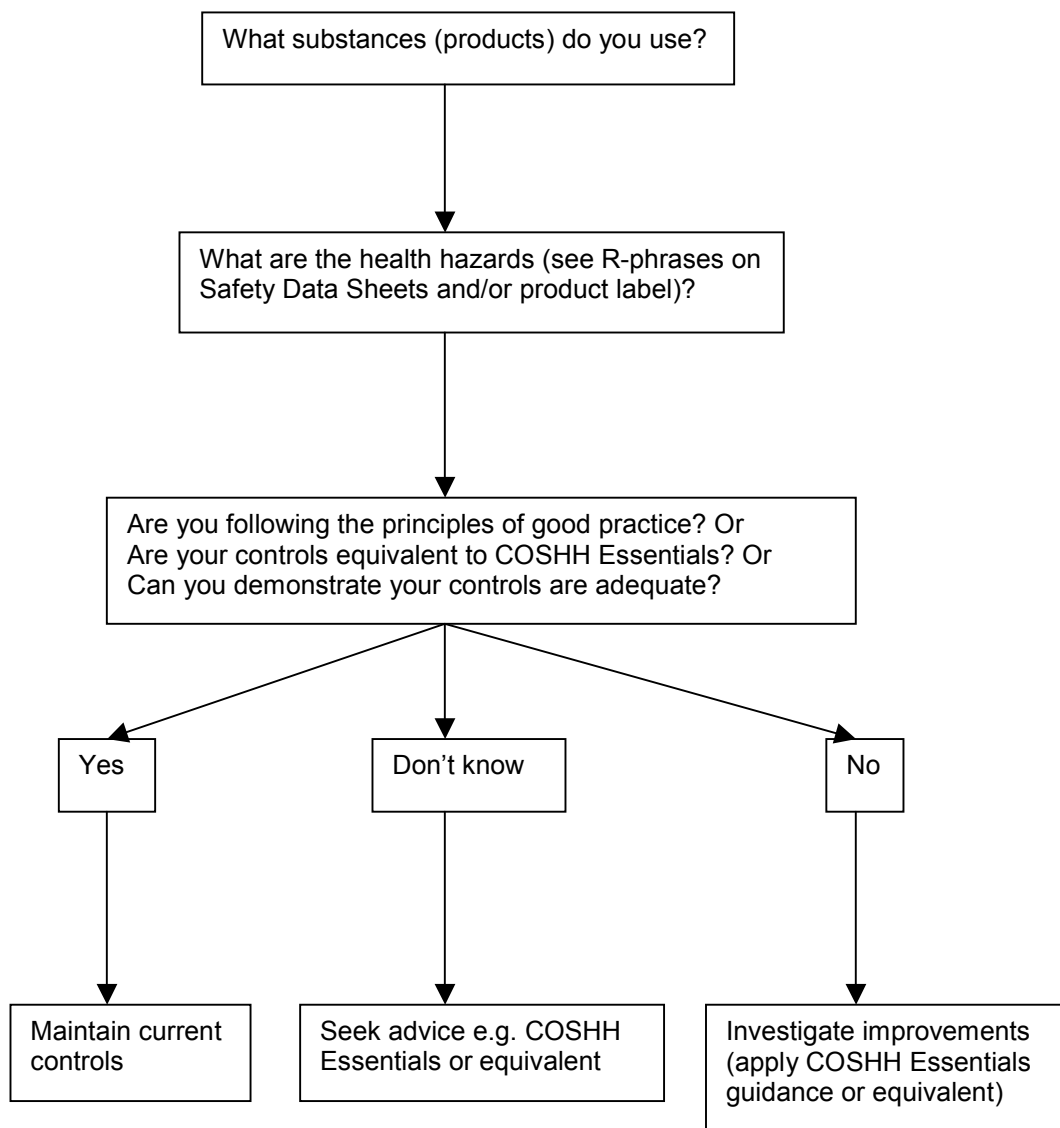 What substances (products) do you use?
What are the health hazards (see R-phrases on
Safety Data Sheets and/or product label)?
Are you following the principles of good practice? Or
Are your controls equivalent to COSHH Essentials? Or
Can you demonstrate your controls are adequate?
Yes
Don’t know
No
Maintain current
controls
Seek advice e.g. COSHH
Essentials or equivalent
Investigate improvements
(apply COSHH Essentials
guidance or equivalent)